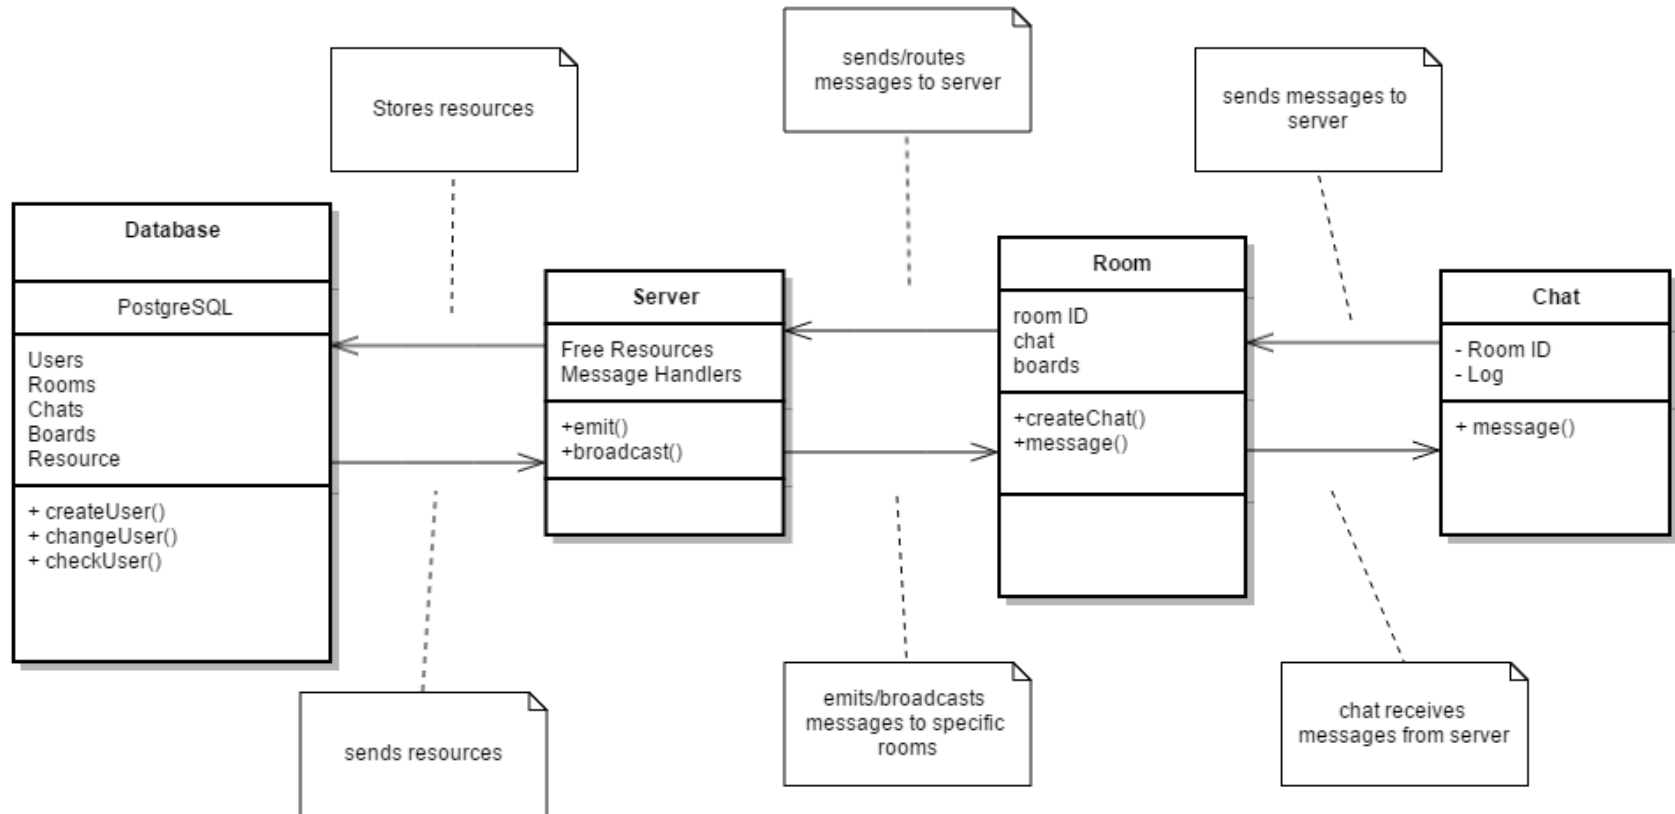 Stores resources
sends/routes
messages to server
sends messages to
server
Database
PostgreSQL
Users
Rooms
Chats
Boards
Resource
+ createUser()
+ changeUser()
+ checkUser()
Server
Free Resources
Message Handlers
+emit()
+broadcast()
Room
room ID
chat
boards
+createChat()
+message()
Chat
- Room ID
- Log
+ message()
sends resources
emits/broadcasts
messages to specific
rooms
chat receives
messages from server